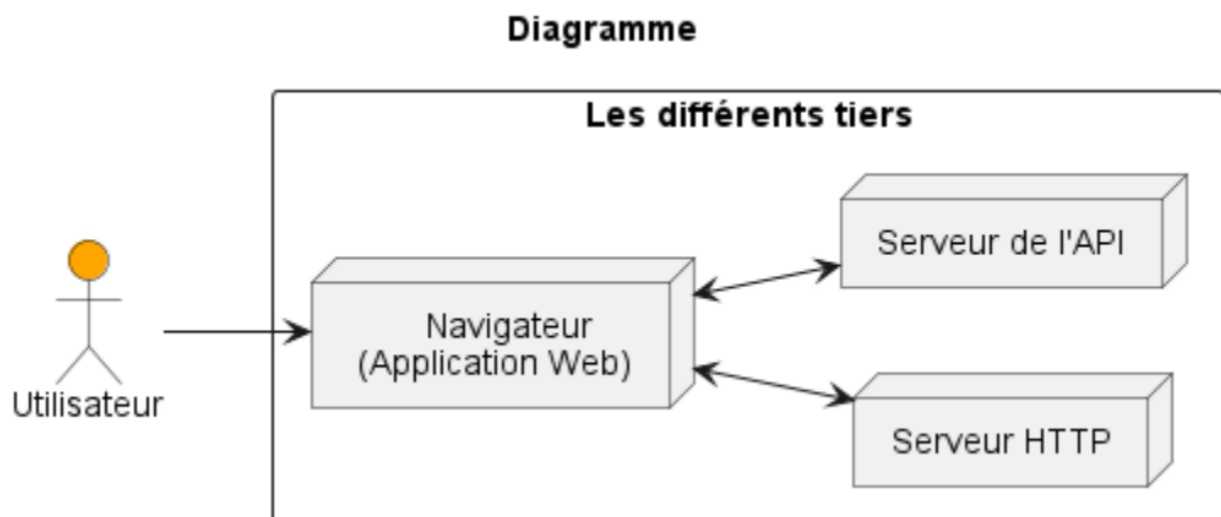 Diagramme
Les différents tiers
Serveur de l'API
Navigateur
(Application Web)
Utilisateur
Serveur HTTP